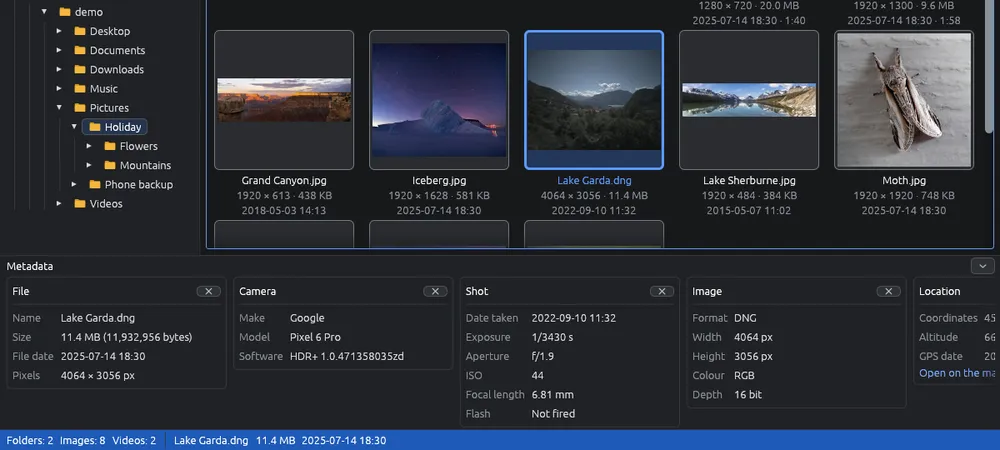 demo
Desktop
Documents
Downloads
Music
Pictures
Holiday
Flowers
Mountains
Phone backup
Videos
1280 × 720 · 20.0 MB
2025-07-14 18:30 · 1:40
1920 × 1300 · 9.6 MB
2025-07-14 18:30 · 1:58
Grand Canyon.jpg
1920 × 613 · 438 KB
2018-05-03 14:13
Iceberg.jpg
1920 × 1628 · 581 KB
2025-07-14 18:30
Lake Garda.dng
4064 × 3056 · 11.4 MB
2022-09-10 11:32
Lake Sherburne.jpg
1920 × 484 · 384 KB
2015-05-07 11:02
Moth.jpg
1920 × 1920 · 748 KB
2025-07-14 18:30
Metadata
File
Name Lake Garda.dng
Size 11.4 MB (11,932,956 bytes)
File date 2025-07-14 18:30
Pixels 4064 × 3056 px
Camera
Make Google
Model Pixel 6 Pro
Software HDR+ 1.0.471358035zd
Shot
Date taken 2022-09-10 11:32
Exposure 1/3430 s
Aperture f/1.9
ISO 44
Focal length 6.81 mm
Flash Not fired
Image
Format DNG
Width 4064 px
Height 3056 px
Colour RGB
Depth 16 bit
Location
Coordinates 45
Altitude 66
GPS date 20
Open on the ma
Folders: 2 Images: 8 Videos: 2 Lake Garda.dng 11.4 MB 2025-07-14 18:30